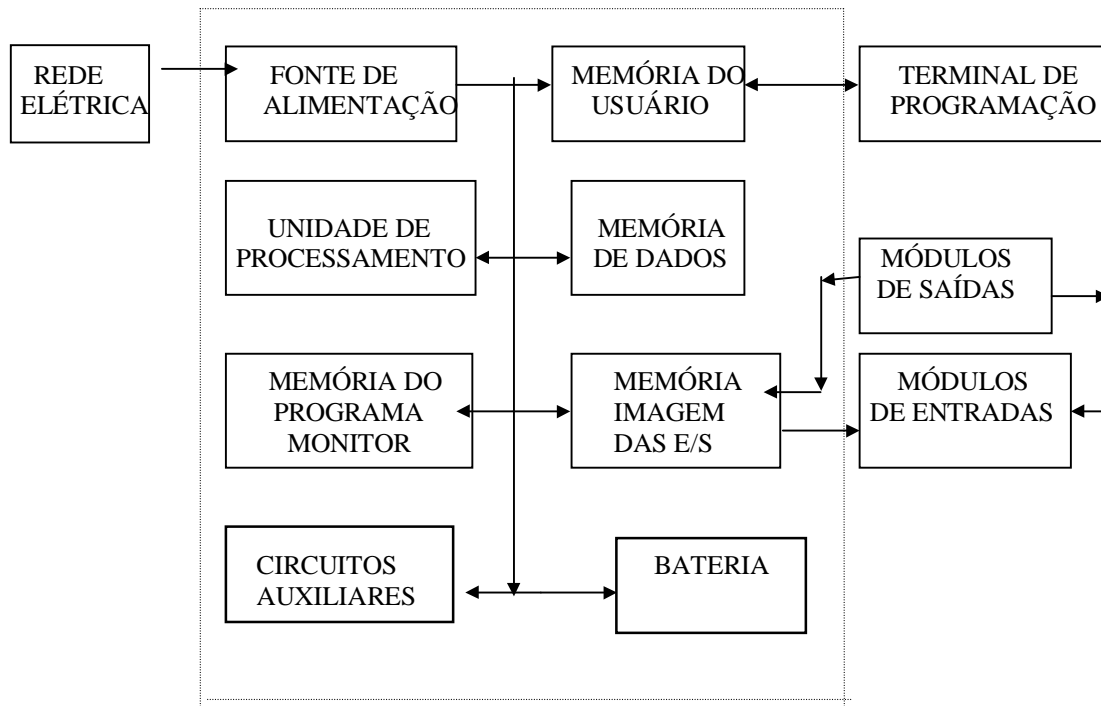 REDE
ELÉTRICA
FONTE DE
ALIMENTAÇÃO
MEMÓRIA DO
USUÁRIO
TERMINAL DE
PROGRAMAÇÃO
UNIDADE DE
PROCESSAMENTO
MEMÓRIA
DE DADOS
MÓDULOS
DE SAÍDAS
MEMÓRIA DO
PROGRAMA
MONITOR
MEMÓRIA
IMAGEM
DAS E/S
MÓDULOS
DE ENTRADAS
CIRCUITOS
AUXILIARES
BATERIA